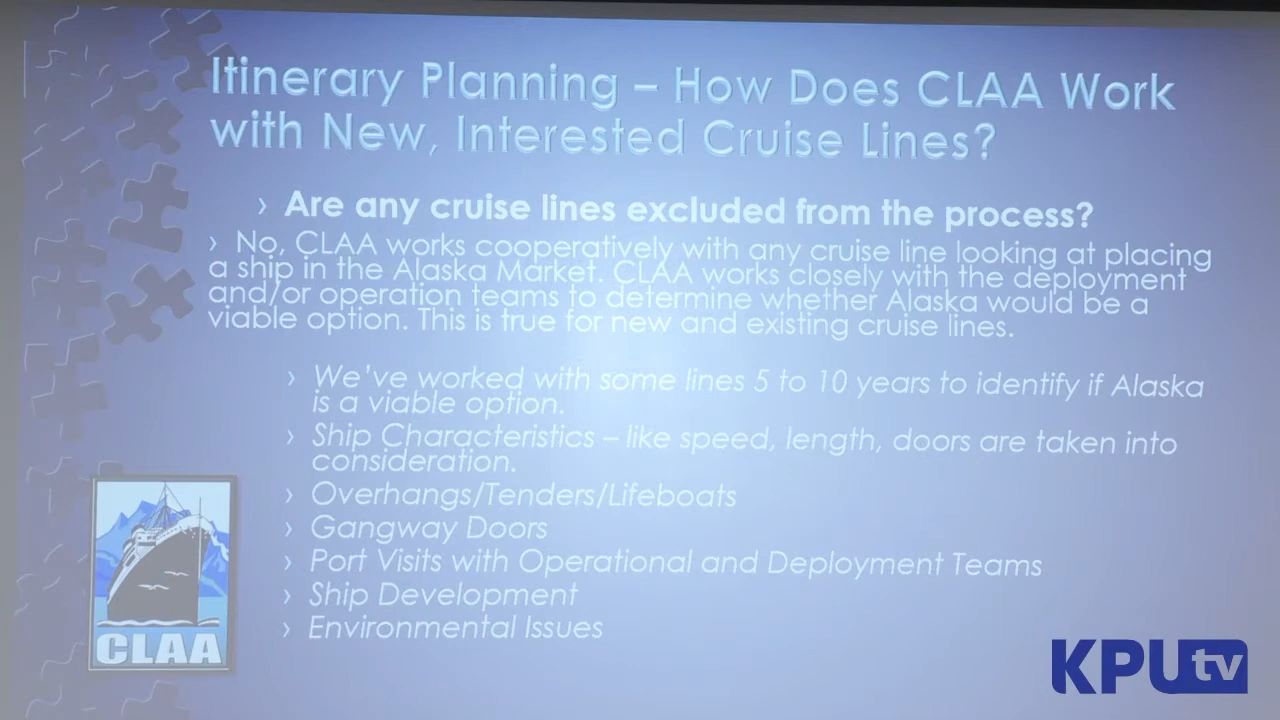 Itinerary Planning – How Does CLAA Work
with New, Interested Cruise Lines?
› Are any cruise lines excluded from the process?
› No, CLAA works cooperatively with any cruise line looking at placing
a ship in the Alaska Market. CLAA works closely with the deployment
and/or operation teams to determine whether Alaska would be a
viable option. This is true for new and existing cruise lines.
› We've worked with some lines 5 to 10 years to identify if Alaska
is a viable option.
› Ship Characteristics – like speed, length, doors are taken into
consideration.
› Overhangs/Tenders/Lifeboats
› Gangway Doors
› Port Visits with Operational and Deployment Teams
› Ship Development
› Environmental Issues
CLAA
KPUtv